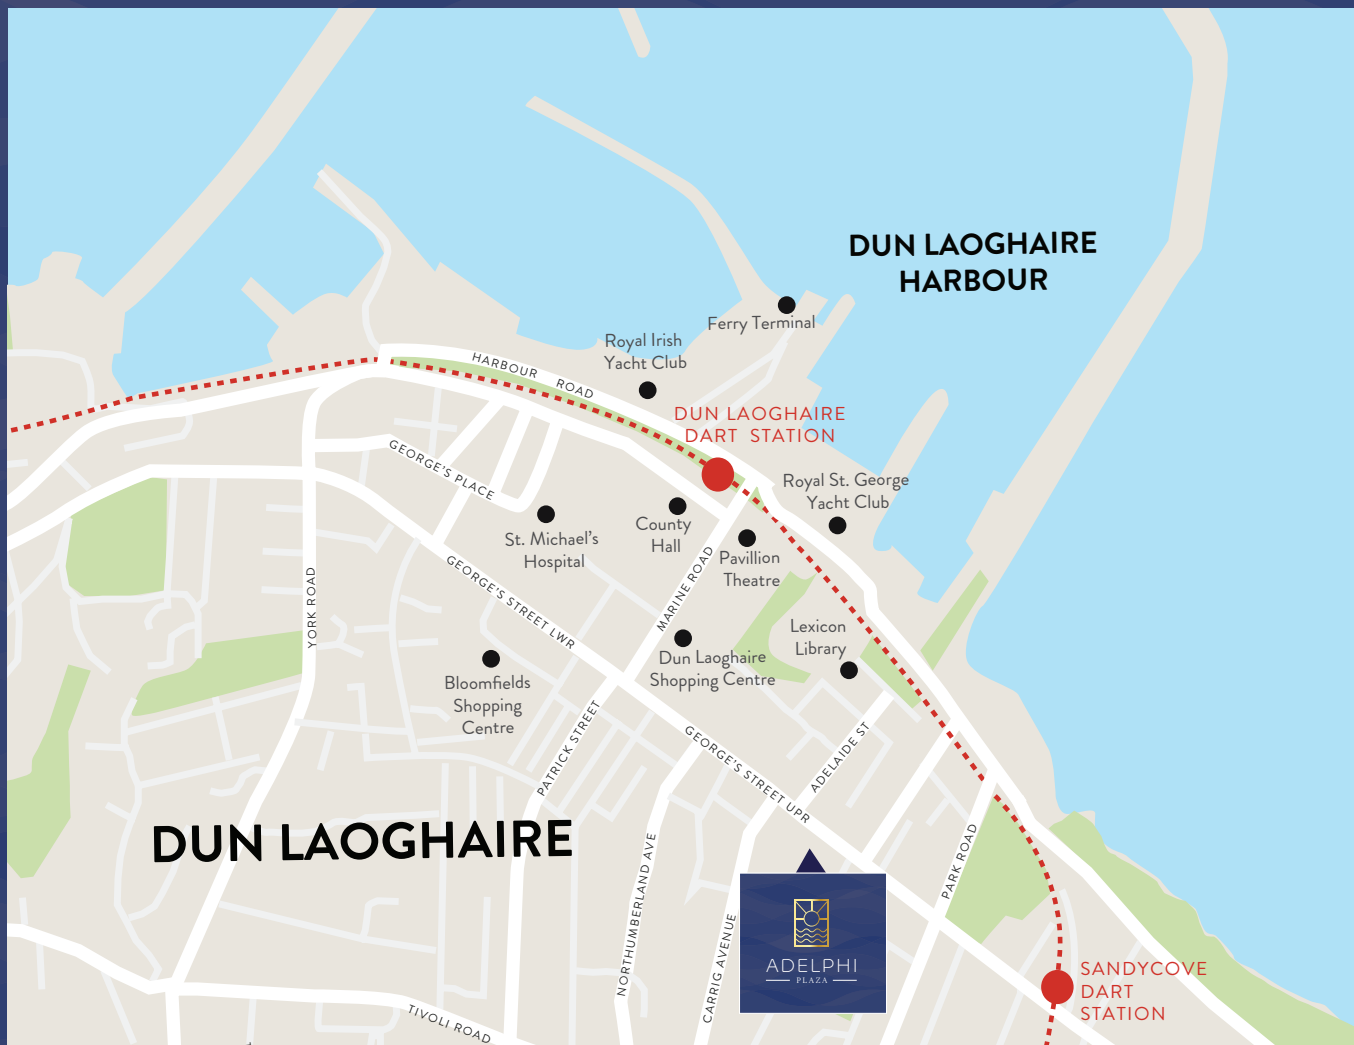 DUN LAOGHAIRE
HARBOUR
Ferry Terminal
Royal Irish
Yacht Club
HARBOUR ROAD
DUN LAOGHAIRE
DART STATION
GEORGE'S PLACE
Royal St. George
Yacht Club
St. Michael's
Hospital
County
Hall
Pavillion
Theatre
MARINE ROAD
YORK ROAD
GEORGE'S STREET LWR
Lexicon
Library
Dun Laoghaire
Shopping Centre
Bloomfields
Shopping
Centre
PATRICK STREET
GEORGE'S STREET UPR
ADELAIDE ST
DUN LAOGHAIRE
PARK ROAD
NORTHUMBERLAND AVE
CARRIG AVENUE
ADELPHI
PLAZA
SANDYCOVE
DART
STATION
TIVOLI ROAD